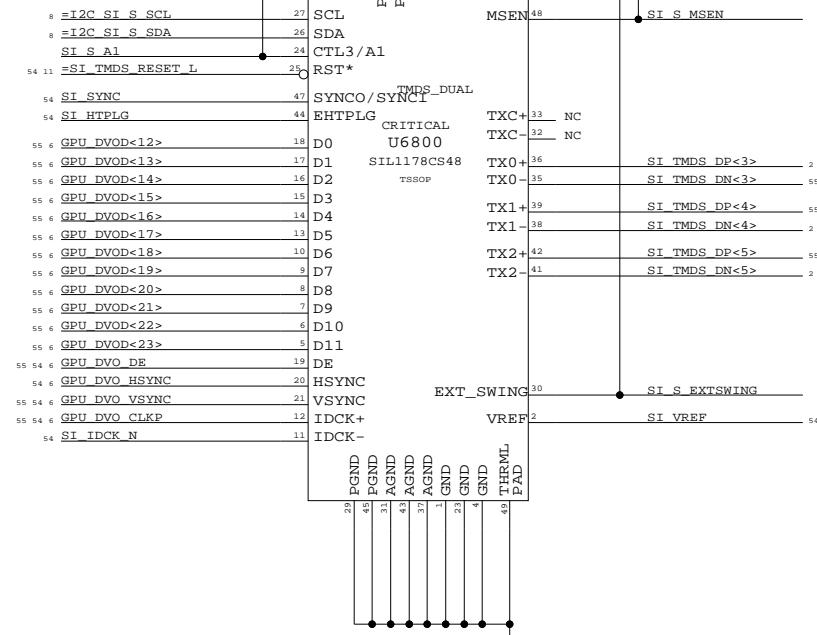 P P
8 =I2C_SI_S_SCL 27 SCL MSEN 48 SI_S_MSEN
8 =I2C_SI_S_SDA 26 SDA
SI_S_A1 24 CTL3/A1
54 11 =SI_TMDS_RESET_L 25 RST*
TMDS_DUAL
54 SI_SYNC 47 SYNCO/SYNCI
54 SI_HTPLG 44 EHTPLG TXC+ 33 NC
CRITICAL
TXC- 32 NC
55 6 GPU_DVOD<12> 18 D0 U6800
55 6 GPU_DVOD<13> 17 D1 SIL1178CS48 TX0+ 36 SI_TMDS_DP<3> 2
55 6 GPU_DVOD<14> 16 D2 TSSOP TX0- 35 SI_TMDS_DN<3> 55
55 6 GPU_DVOD<15> 15 D3 TX1+ 39 SI_TMDS_DP<4> 55
55 6 GPU_DVOD<16> 14 D4 TX1- 38 SI_TMDS_DN<4> 2
55 6 GPU_DVOD<17> 13 D5
55 6 GPU_DVOD<18> 10 D6 TX2+ 42 SI_TMDS_DP<5> 55
55 6 GPU_DVOD<19> 9 D7 TX2- 41 SI_TMDS_DN<5> 2
55 6 GPU_DVOD<20> 8 D8
55 6 GPU_DVOD<21> 7 D9
55 6 GPU_DVOD<22> 6 D10
55 6 GPU_DVOD<23> 5 D11
55 54 6 GPU_DVO_DE 19 DE
54 6 GPU_DVO_HSYNC 20 HSYNC EXT_SWING 30 SI_S_EXTSWING
55 54 6 GPU_DVO_VSYNC 21 VSYNC
55 54 6 GPU_DVO_CLKP 12 IDCK+ VREF 2 SI_VREF 54
54 SI_IDCK_N 11 IDCK-
PGND PGND AGND AGND AGND GND GND GND THRML PAD
29 45 31 43 37 1 23 4 49